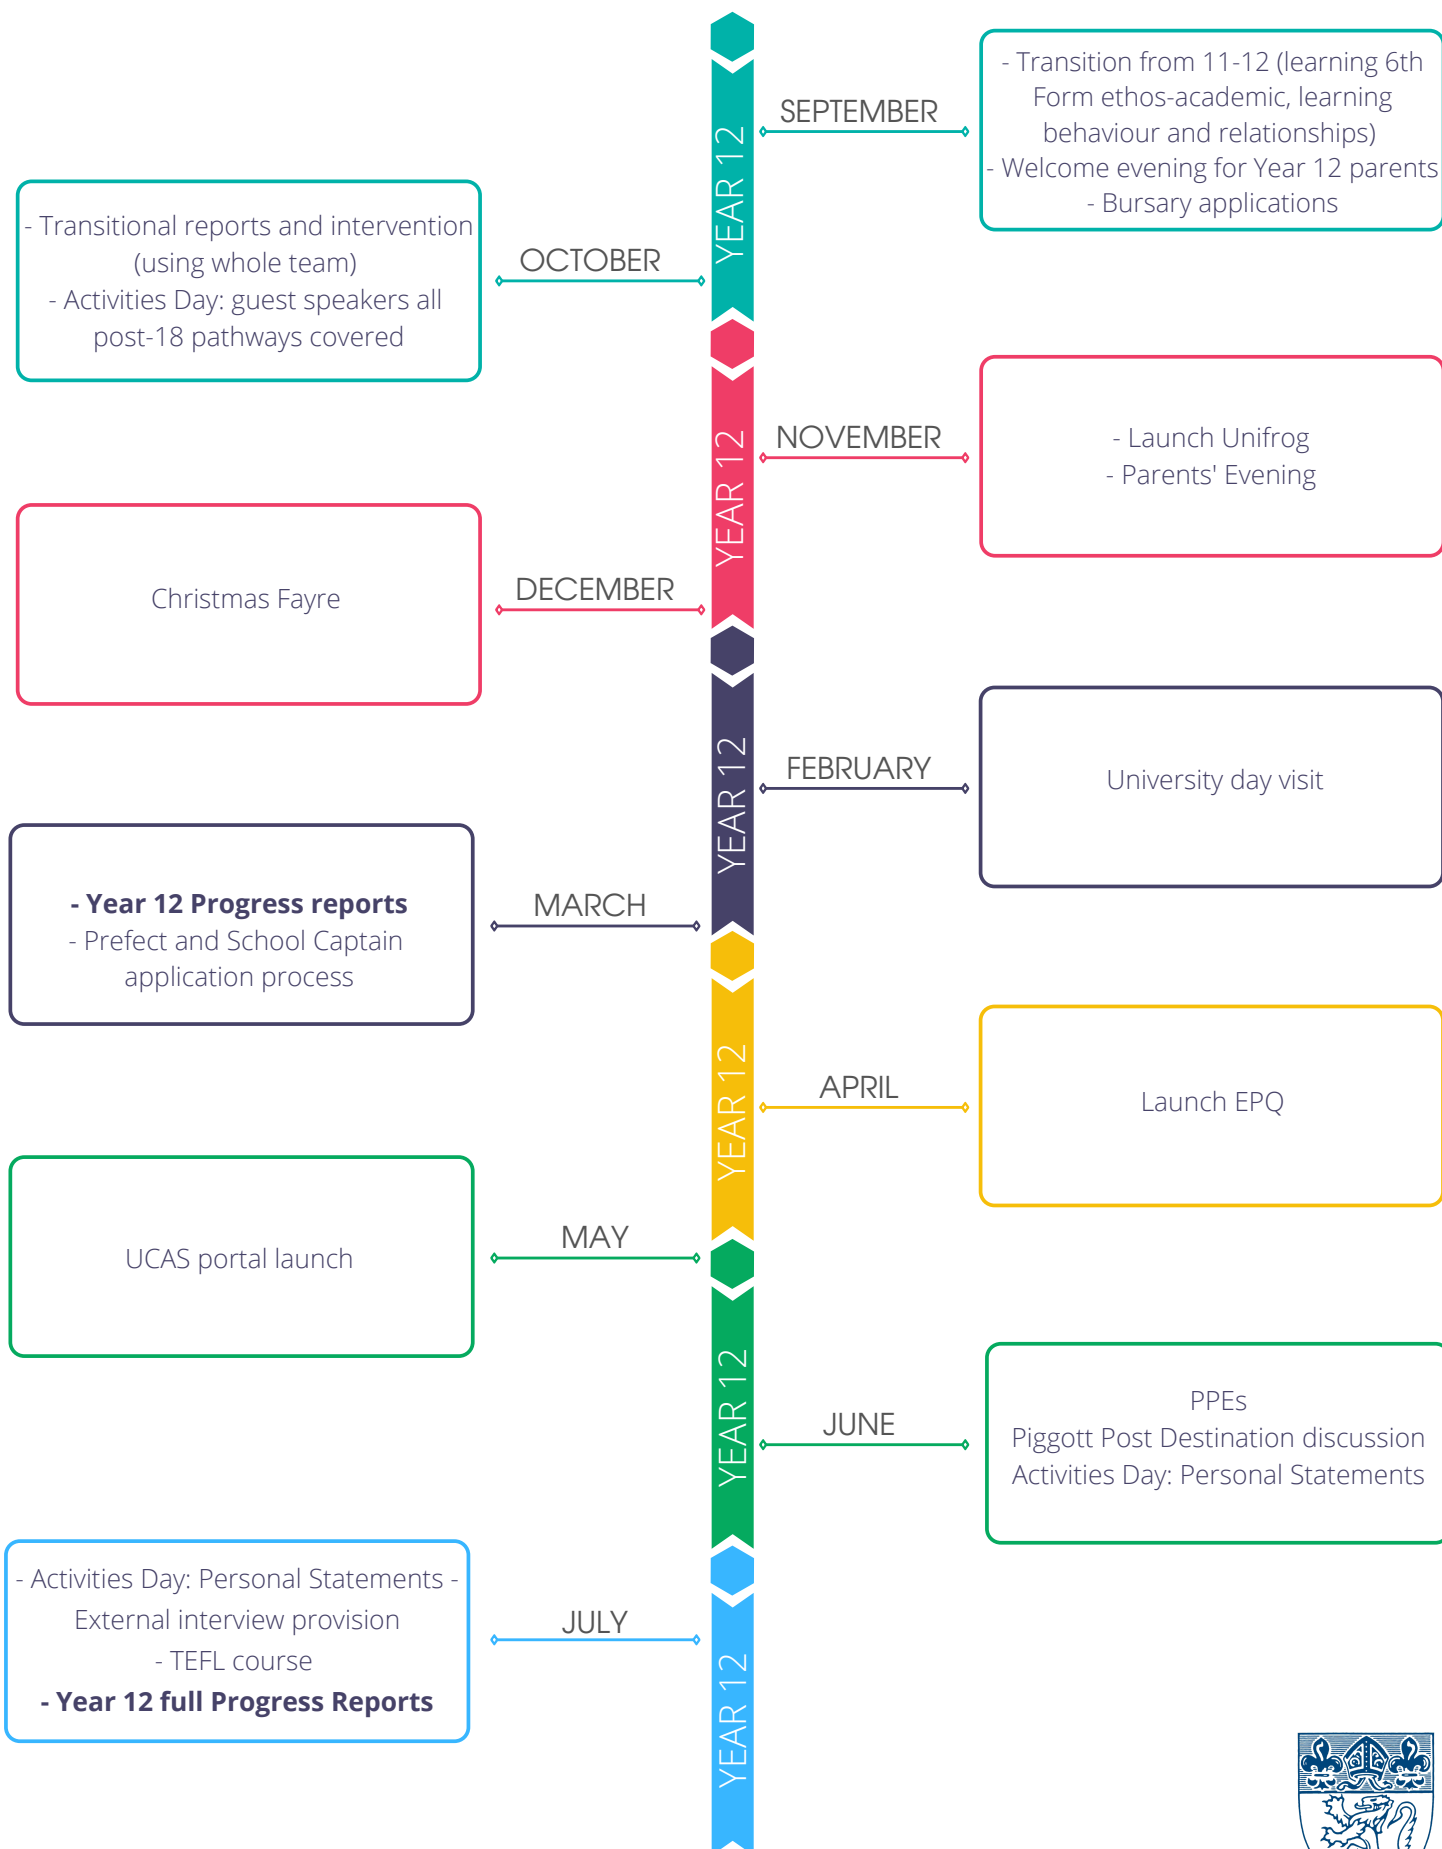 SEPTEMBER
- Transition from 11-12 (learning 6th
Form ethos-academic, learning
behaviour and relationships)
- Welcome evening for Year 12 parents
- Bursary applications
YEAR 12
OCTOBER
- Transitional reports and intervention
(using whole team)
- Activities Day: guest speakers all
post-18 pathways covered
NOVEMBER
- Launch Unifrog
- Parents' Evening
YEAR 12
DECEMBER
Christmas Fayre
FEBRUARY
University day visit
YEAR 12
MARCH
- Year 12 Progress reports
- Prefect and School Captain
application process
APRIL
Launch EPQ
YEAR 12
MAY
UCAS portal launch
JUNE
PPEs
Piggott Post Destination discussion
Activities Day: Personal Statements
YEAR 12
JULY
- Activities Day: Personal Statements -
External interview provision
- TEFL course
- Year 12 full Progress Reports
YEAR 12